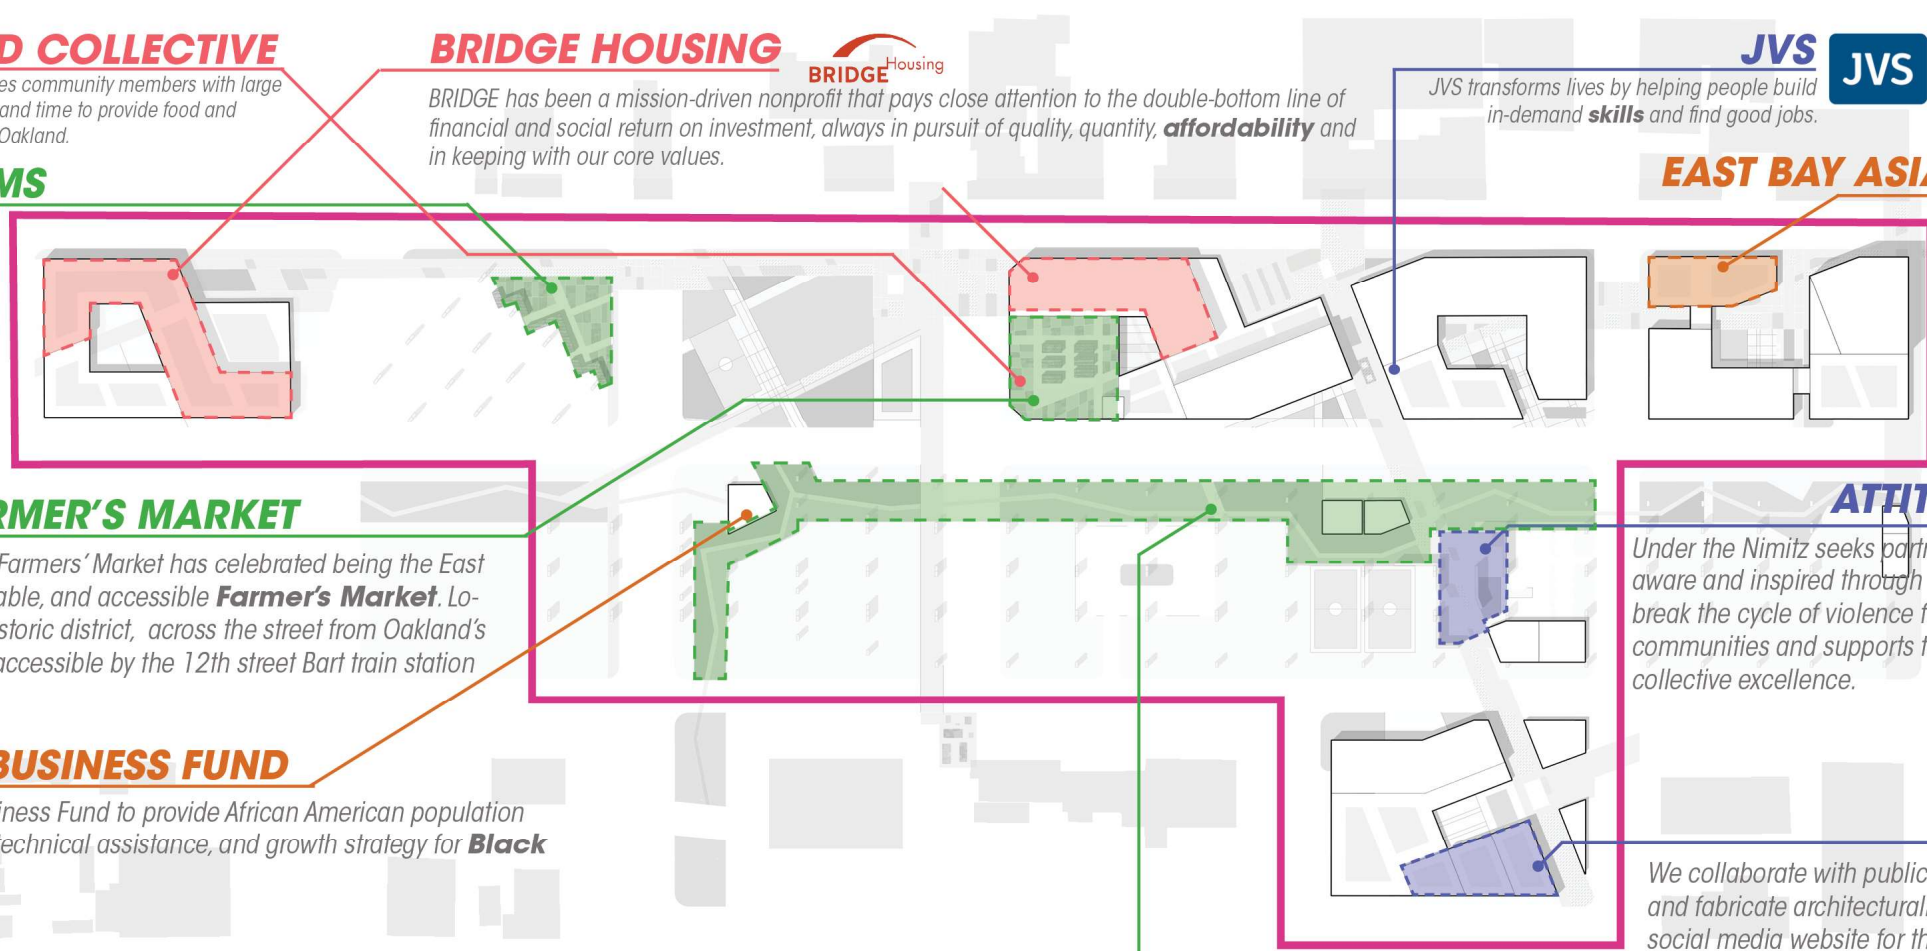 D COLLECTIVE
es community members with large
and time to provide food and
Oakland.
MS
BRIDGE HOUSING
BRIDGE Housing
BRIDGE has been a mission-driven nonprofit that pays close attention to the double-bottom line of
financial and social return on investment, always in pursuit of quality, quantity, affordability and
in keeping with our core values.
JVS
JVS
JVS transforms lives by helping people build
in-demand skills and find good jobs.
EAST BAY ASIA
RMER'S MARKET
Farmers' Market has celebrated being the East
able, and accessible Farmer's Market. Lo-
storic district, across the street from Oakland's
accessible by the 12th street Bart train station
BUSINESS FUND
iness Fund to provide African American population
technical assistance, and growth strategy for Black
ATTIT
Under the Nimitz seeks partn
aware and inspired through
break the cycle of violence f
communities and supports f
collective excellence.
We collaborate with public
and fabricate architectural
social media website for th